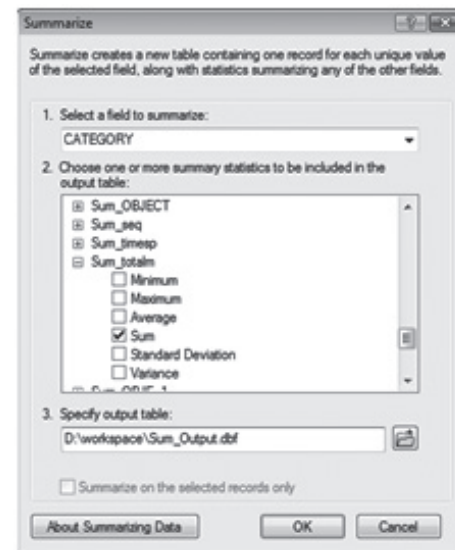 Summarize
Summarize creates a new table containing one record for each unique value
of the selected field, along with statistics summarizing any of the other fields.
1. Select a field to summarize:
CATEGORY
2. Choose one or more summary statistics to be included in the
output table:
Sum_OBJECT
Sum_seq
Sum_timesp
Sum_totalm
Minimum
Maximum
Average
Sum
Standard Deviation
Variance
3. Specify output table:
D:\workspace\Sum_Output.dbf
Summarize on the selected records only
About Summarizing Data
OK
Cancel